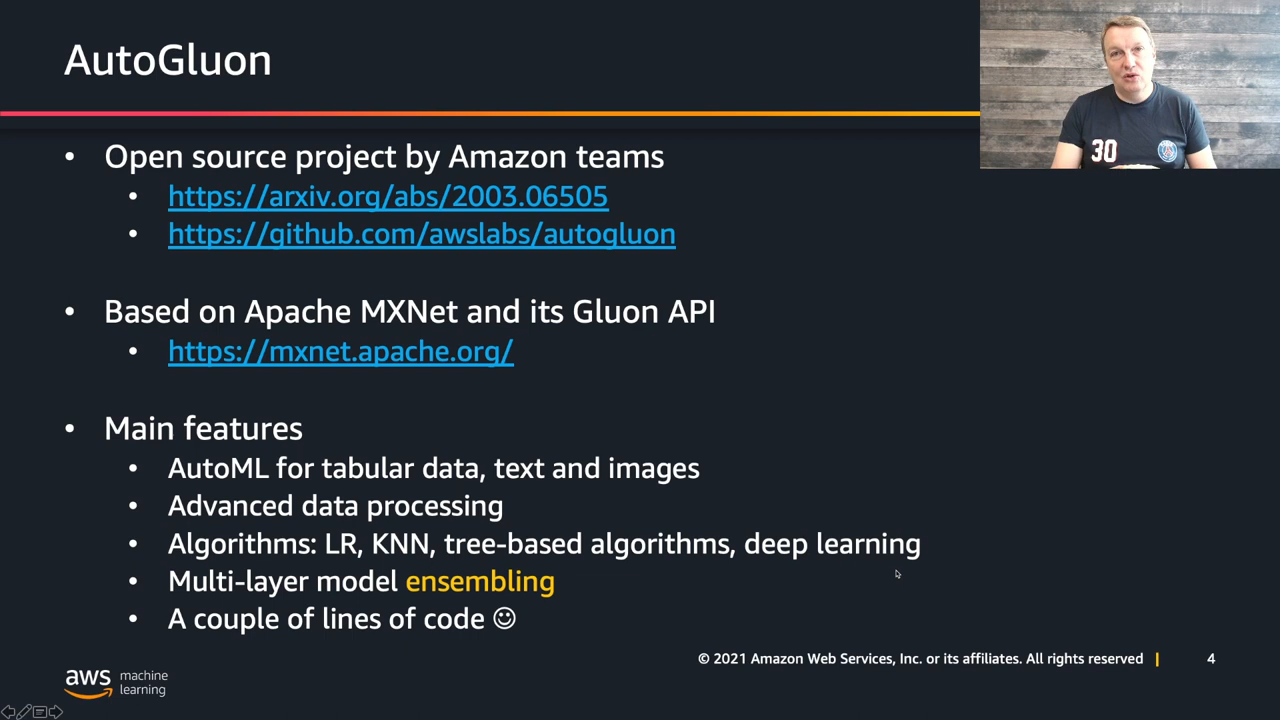 AutoGluon
30
• Open source project by Amazon teams
• https://arxiv.org/abs/2003.06505
• https://github.com/awslabs/autogluon
• Based on Apache MXNet and its Gluon API
• https://mxnet.apache.org/
• Main features
• AutoML for tabular data, text and images
• Advanced data processing
• Algorithms: LR, KNN, tree-based algorithms, deep learning
• Multi-layer model ensembling
• A couple of lines of code ☺
© 2021 Amazon Web Services, Inc. or its affiliates. All rights reserved | 4
aws machine learning